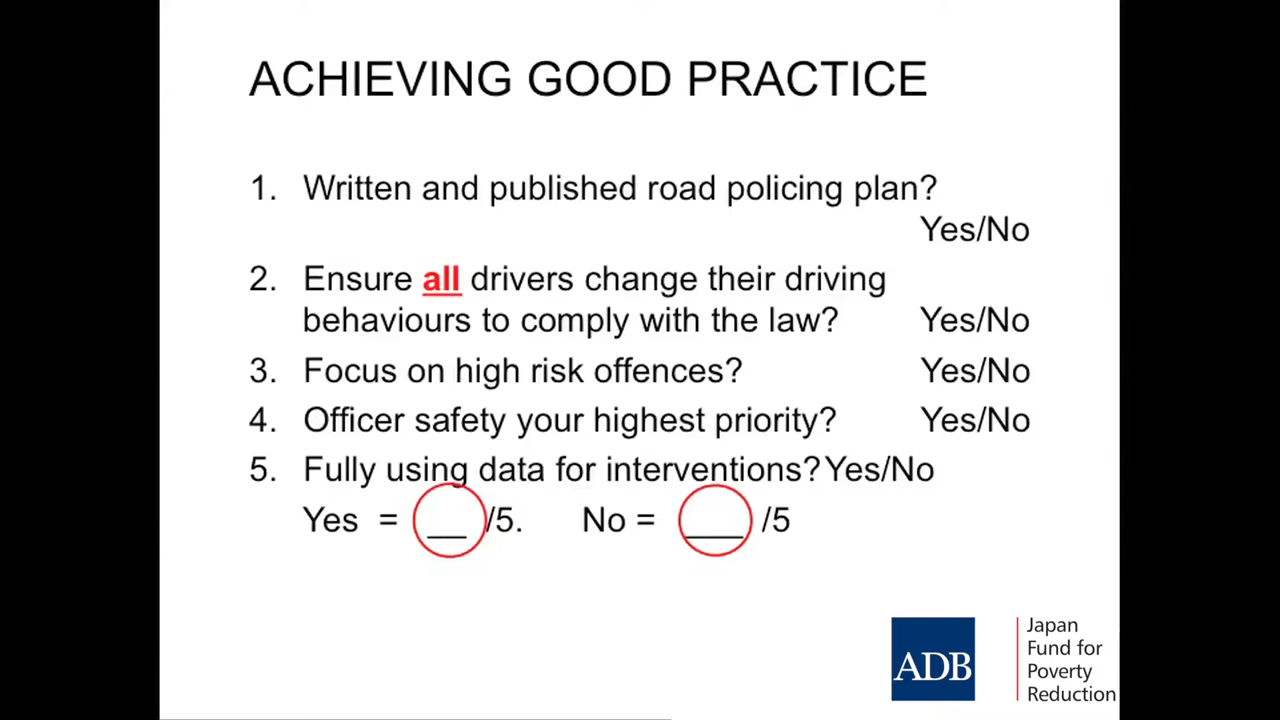 ACHIEVING GOOD PRACTICE
1. Written and published road policing plan?
Yes/No
2. Ensure all drivers change their driving
behaviours to comply with the law? Yes/No
3. Focus on high risk offences? Yes/No
4. Officer safety your highest priority? Yes/No
5. Fully using data for interventions? Yes/No
Yes = __ /5. No = ___ /5
ADB
Japan
Fund for
Poverty
Reduction